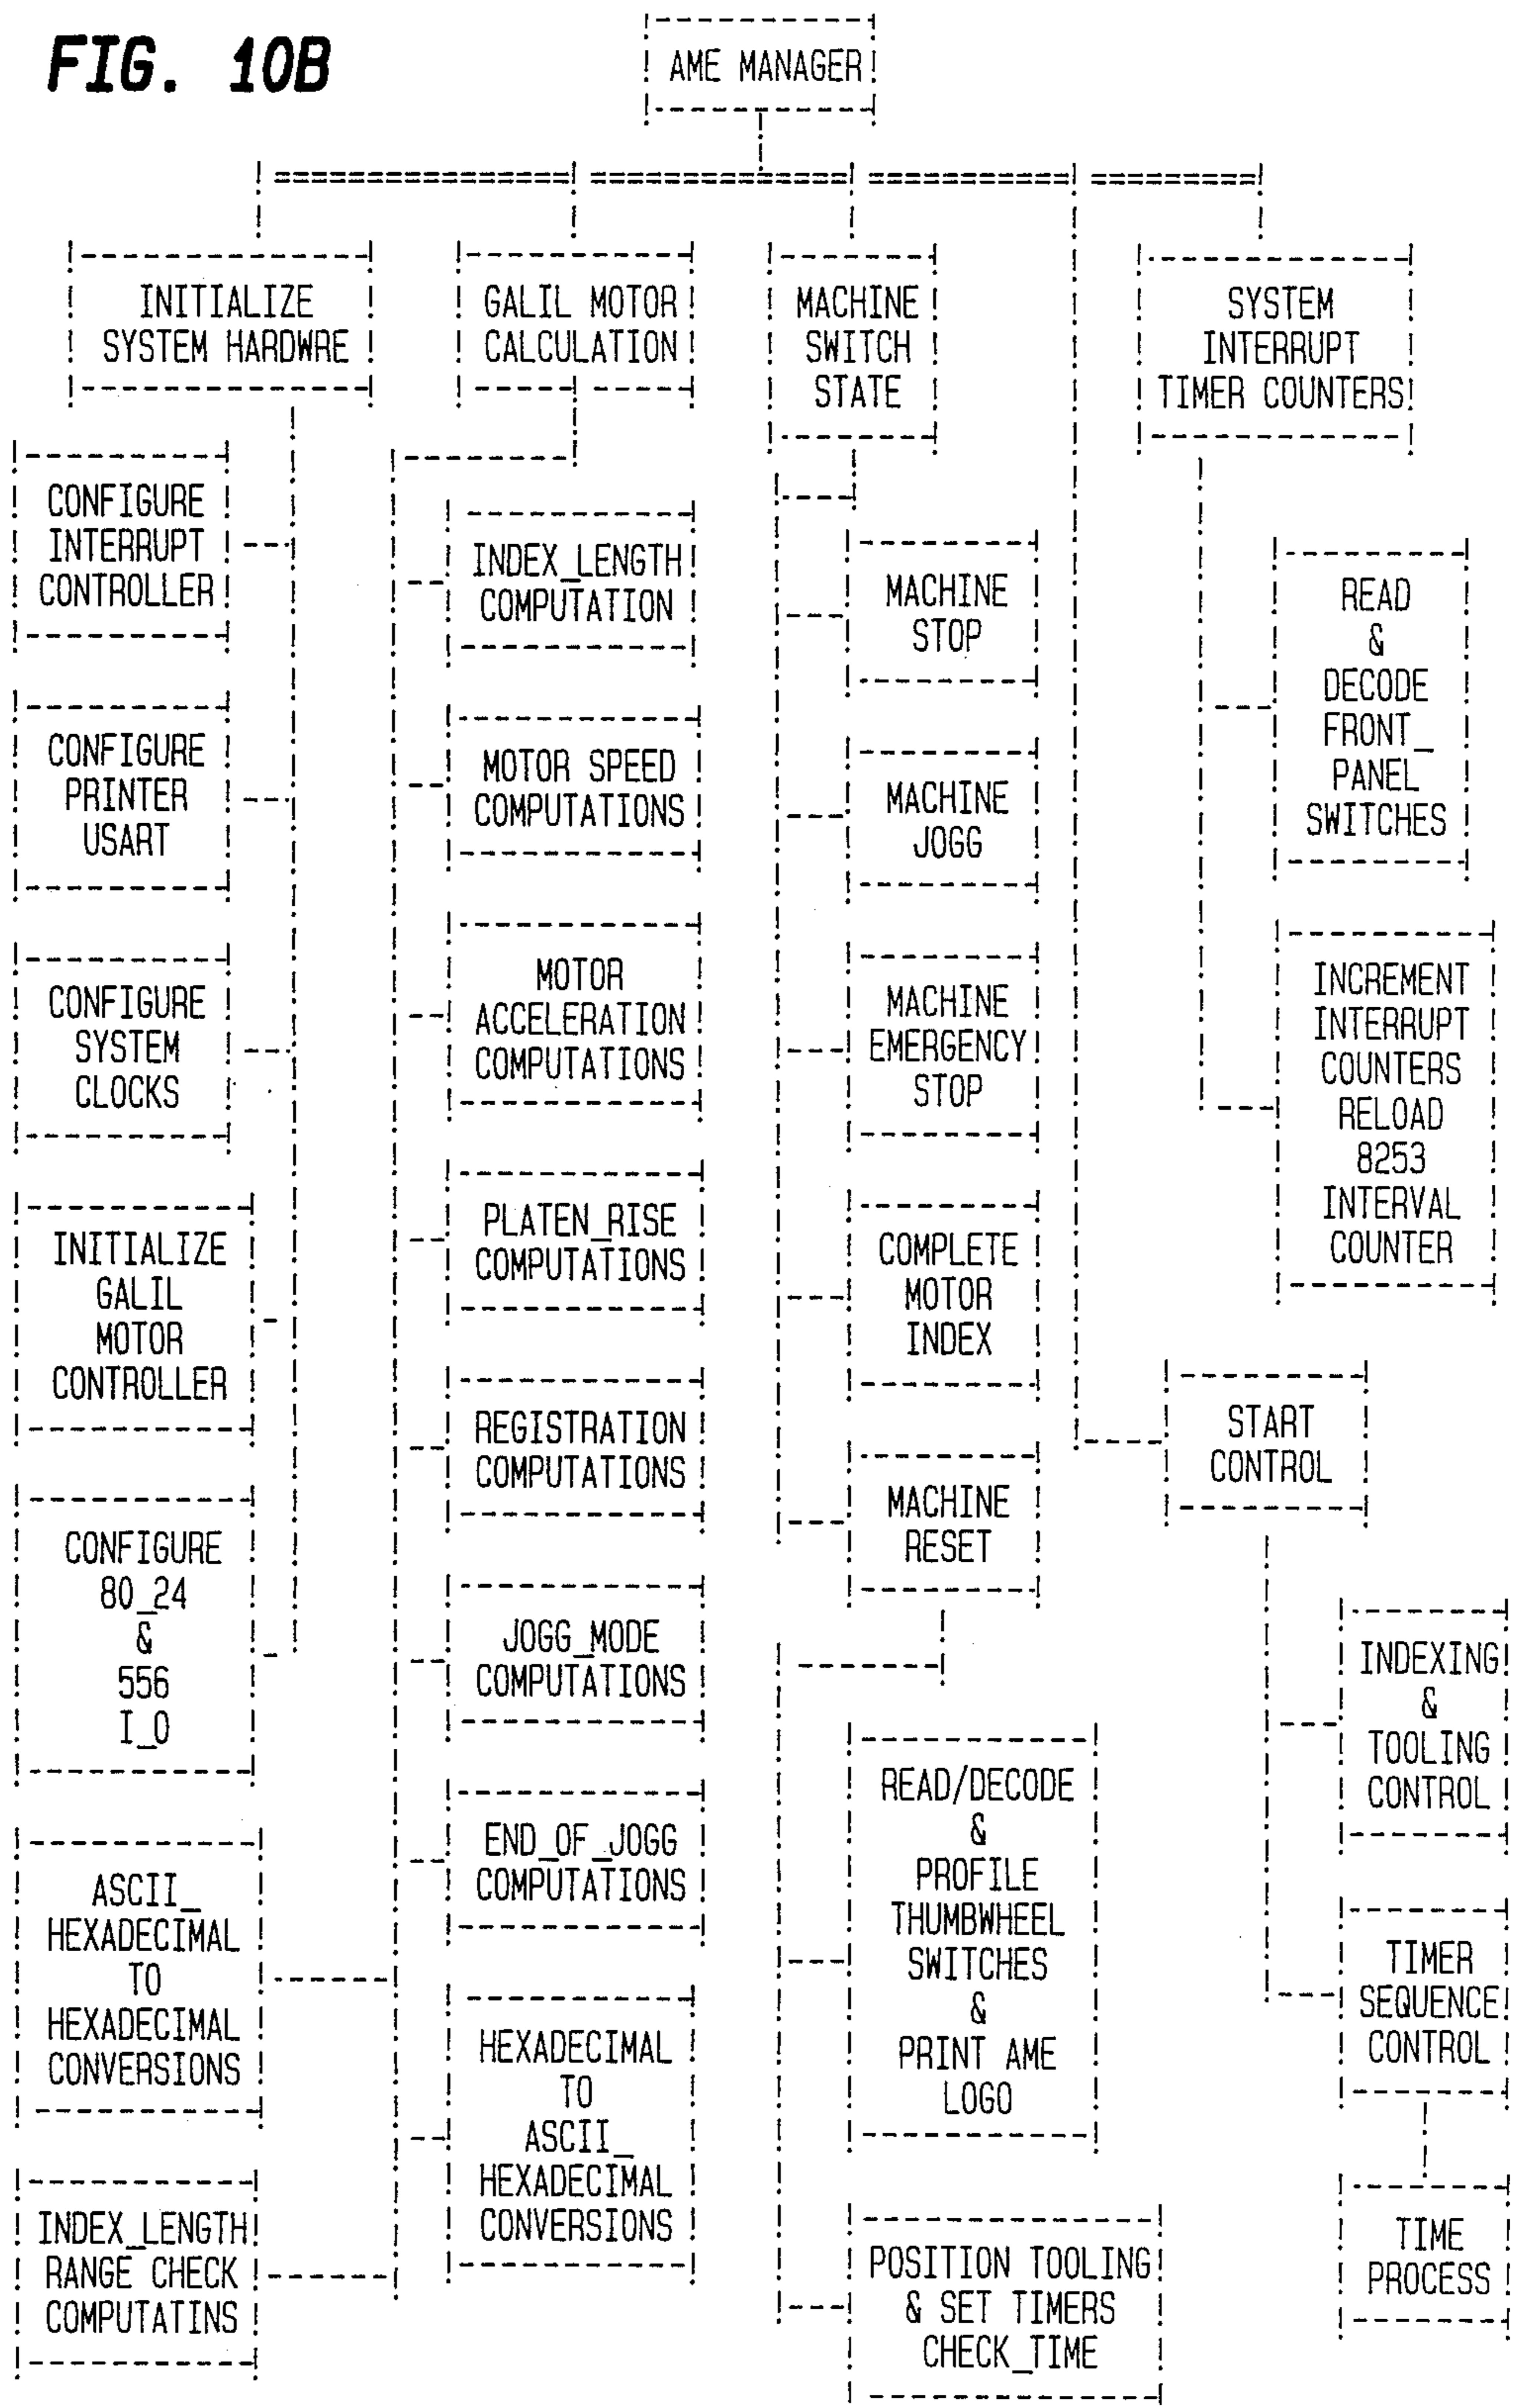 FIG. 10B
AME MANAGER
INITIALIZE
SYSTEM HARDWRE
GALIL MOTOR
CALCULATION
MACHINE
SWITCH
STATE
SYSTEM
INTERRUPT
TIMER COUNTERS
CONFIGURE
INTERRUPT
CONTROLLER
CONFIGURE
PRINTER
USART
CONFIGURE
SYSTEM
CLOCKS
INITIALIZE
GALIL
MOTOR
CONTROLLER
CONFIGURE
80_24
&
556
I_O
ASCII_
HEXADECIMAL
TO
HEXADECIMAL
CONVERSIONS
INDEX_LENGTH
RANGE CHECK
COMPUTATINS
INDEX_LENGTH
COMPUTATION
MOTOR SPEED
COMPUTATIONS
MOTOR
ACCELERATION
COMPUTATIONS
PLATEN_RISE
COMPUTATIONS
REGISTRATION
COMPUTATIONS
JOGG_MODE
COMPUTATIONS
END_OF_JOGG
COMPUTATIONS
HEXADECIMAL
TO
ASCII_
HEXADECIMAL
CONVERSIONS
MACHINE
STOP
MACHINE
JOGG
MACHINE
EMERGENCY
STOP
COMPLETE
MOTOR
INDEX
MACHINE
RESET
READ/DECODE
&
PROFILE
THUMBWHEEL
SWITCHES
&
PRINT AME
LOGO
POSITION TOOLING
& SET TIMERS
CHECK_TIME
READ
&
DECODE
FRONT_
PANEL
SWITCHES
INCREMENT
INTERRUPT
COUNTERS
RELOAD
8253
INTERVAL
COUNTER
START
CONTROL
INDEXING
&
TOOLING
CONTROL
TIMER
SEQUENCE
CONTROL
TIME
PROCESS